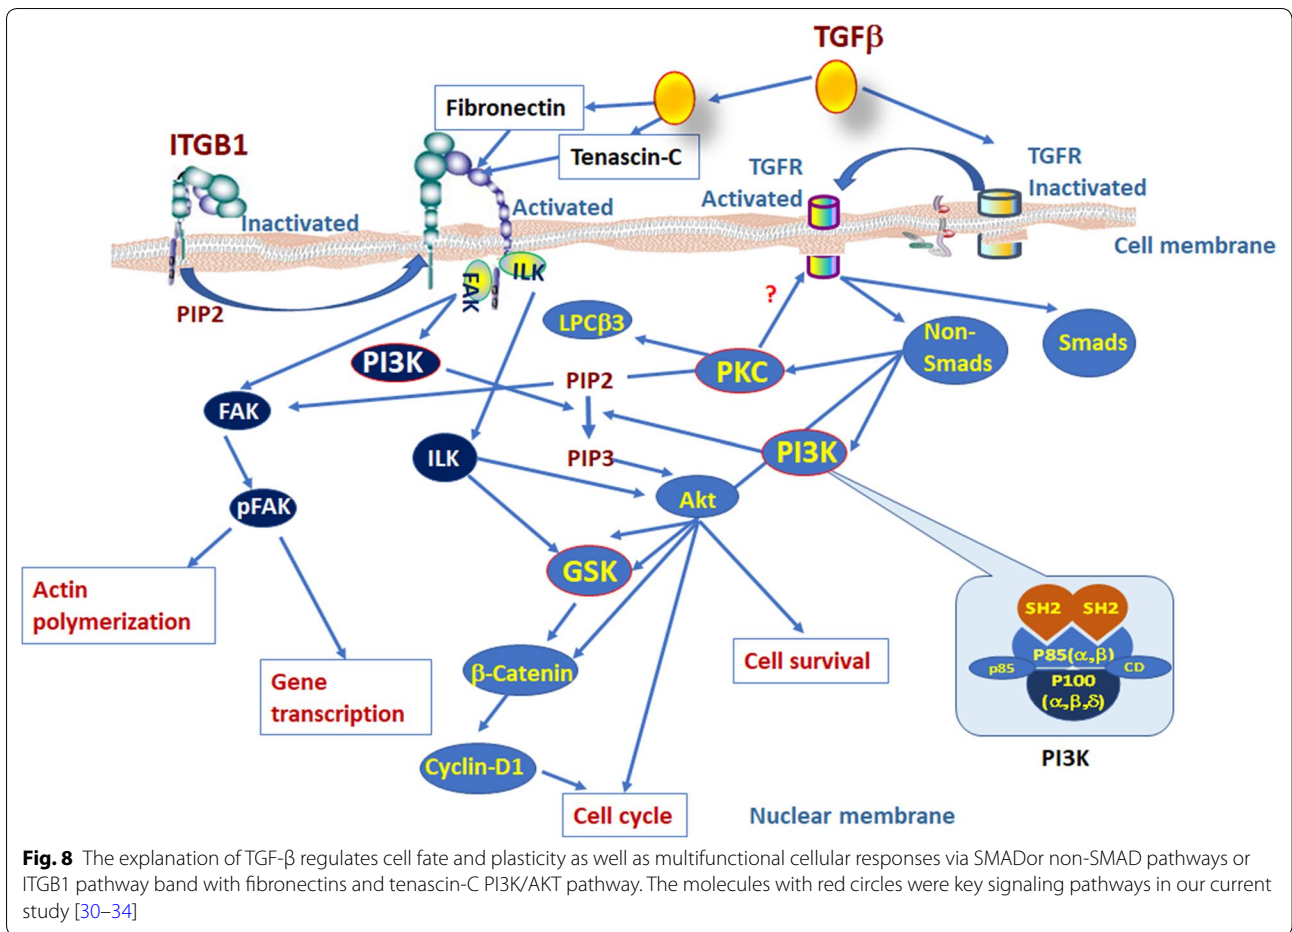 TGFβ
Fibronectin
ITGB1
Tenascin-C
TGFR
Activated
TGFR
Inactivated
Inactivated
Activated
Cell membrane
FAK
ILK
PIP2
?
LPCβ3
Non-
Smads
Smads
PI3K
PKC
PIP2
FAK
PI3K
ILK
PIP3
Akt
pFAK
GSK
Actin
polymerization
SH2 SH2
Cell survival
P85(α,β)
p85
CD
β-Catenin
Gene
transcription
P100
(α,β,δ)
PI3K
Cyclin-D1
Cell cycle
Nuclear membrane
Fig. 8 The explanation of TGF-β regulates cell fate and plasticity as well as multifunctional cellular responses via SMADor non-SMAD pathways or
ITGB1 pathway band with fibronectins and tenascin-C PI3K/AKT pathway. The molecules with red circles were key signaling pathways in our current
study [30–34]